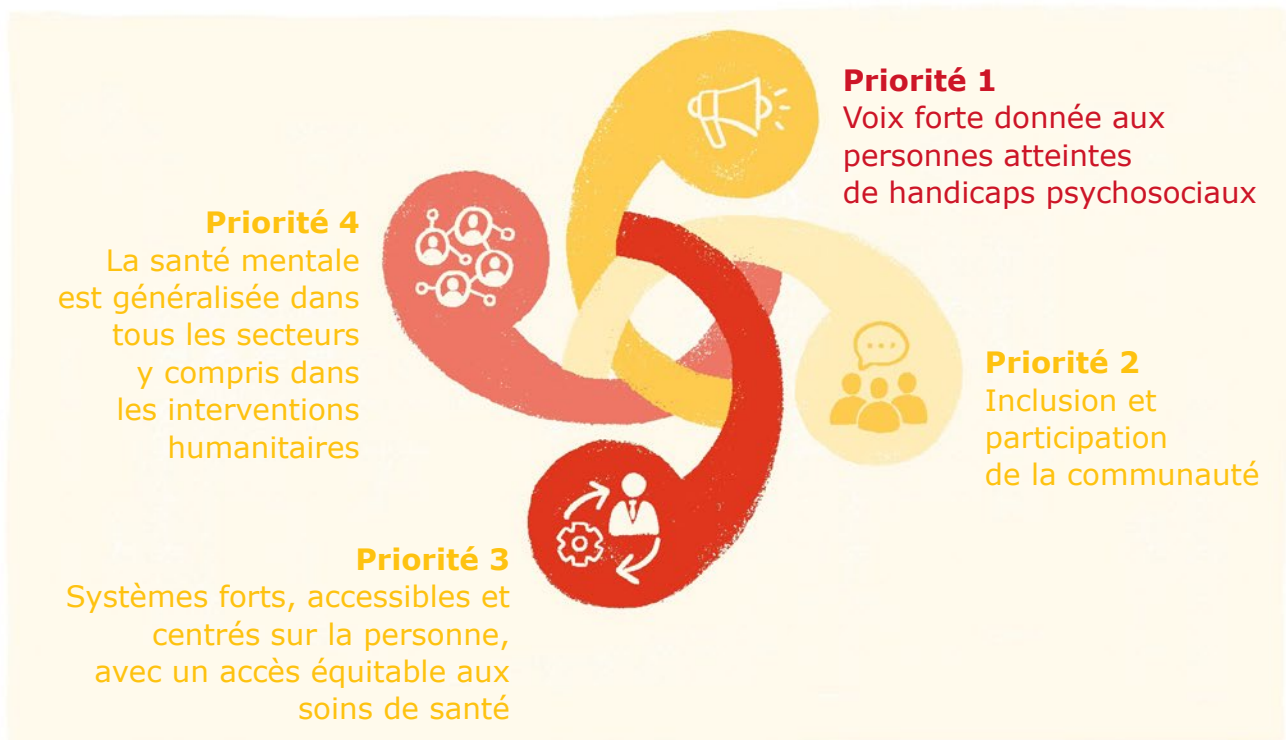 Priorité 1
Voix forte donnée aux
personnes atteintes
de handicaps psychosociaux
Priorité 2
Inclusion et
participation
de la communauté
Priorité 3
Systèmes forts, accessibles et
centrés sur la personne,
avec un accès équitable aux
soins de santé
Priorité 4
La santé mentale
est généralisée dans
tous les secteurs
y compris dans
les interventions
humanitaires